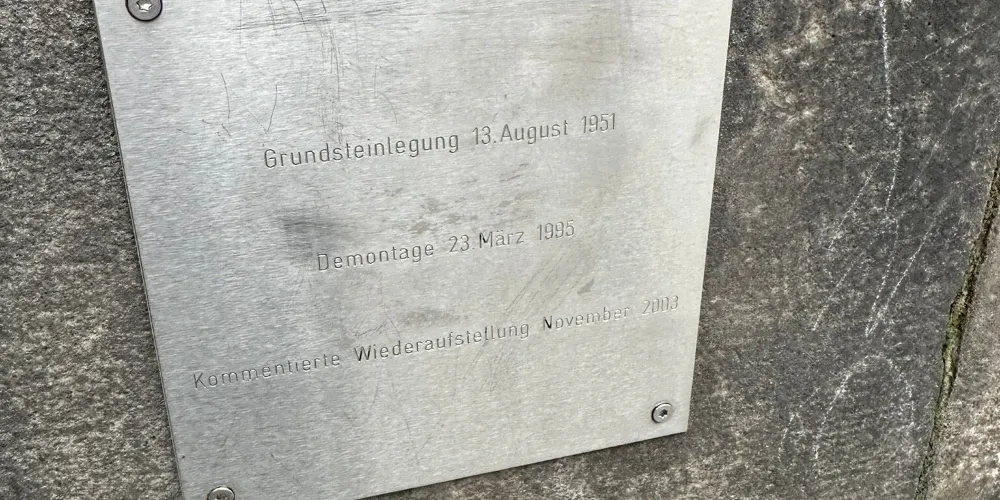 Grundsteinlegung 13.August 1951
Demontage 23.März 1995
Kommentierte Wiederaufstellung November 2003